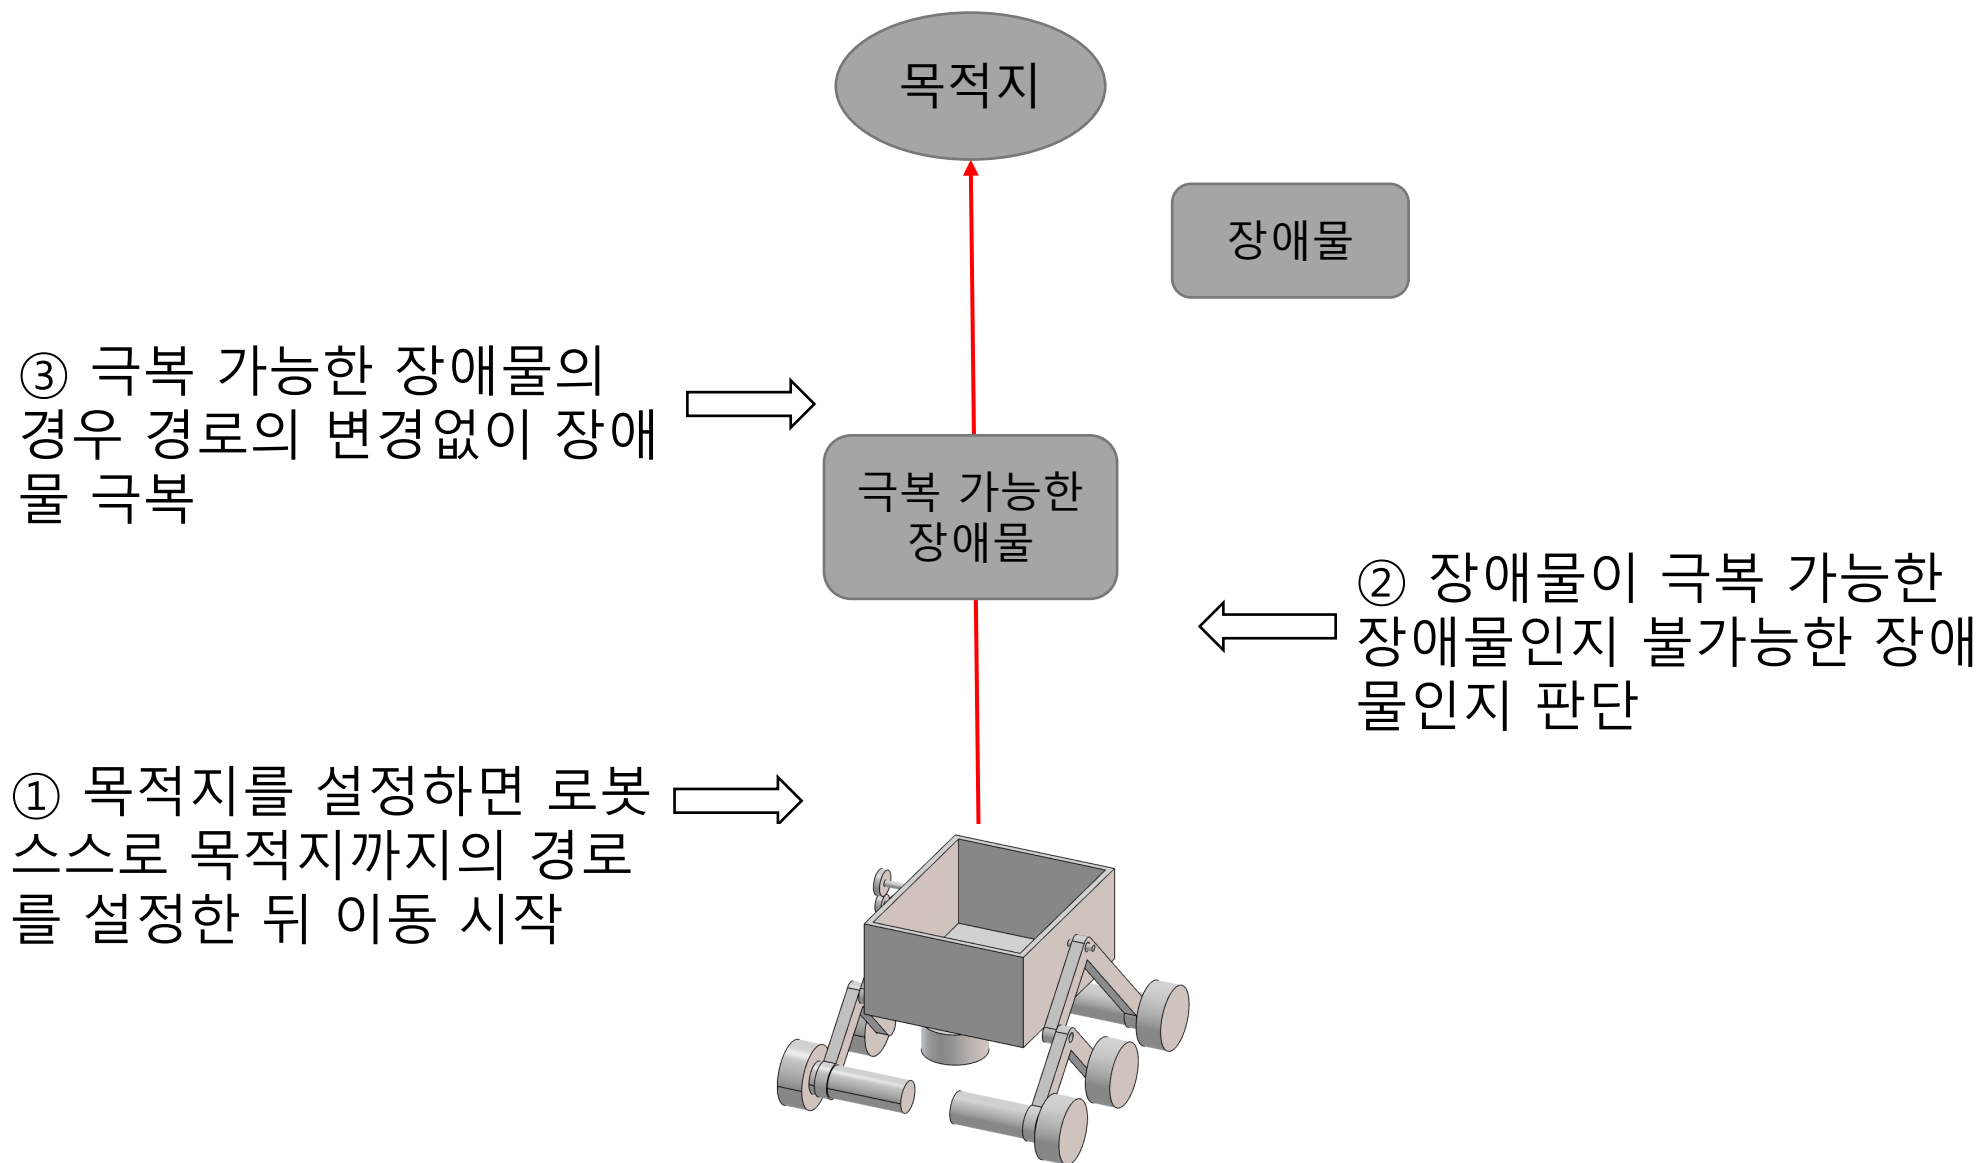 목적지
장애물
③ 극복 가능한 장애물의
경우 경로의 변경없이 장애
물 극복
극복 가능한
장애물
② 장애물이 극복 가능한
장애물인지 불가능한 장애
물인지 판단
① 목적지를 설정하면 로봇
스스로 목적지까지의 경로
를 설정한 뒤 이동 시작